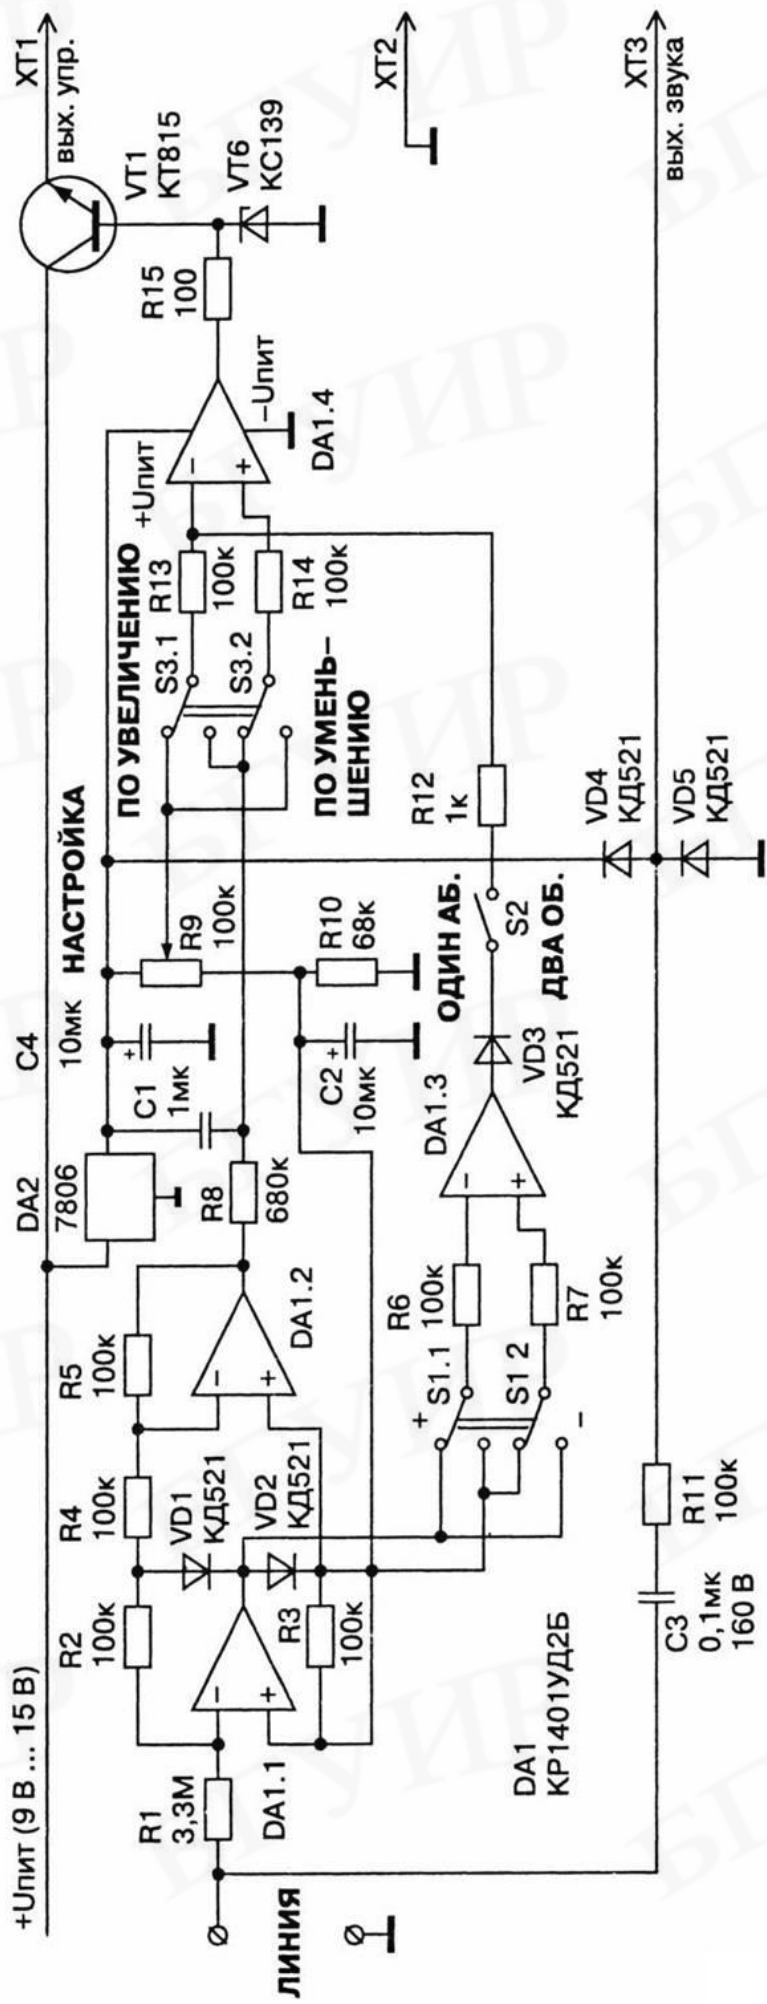 +Uпит (9 В ... 15 В)
ХТ1
вых. упр.
VT1
КТ815
VT6
КС139
ХТ2
ХТ3
вых. звука
DA2
7806
C4
10мк
НАСТРОЙКА
ПО УВЕЛИЧЕНИЮ
+Uпит
R15
100
−Uпит
DA1.4
R13
100к
R14
100к
S3.1
S3.2
ПО УМЕНЬ–
ШЕНИЮ
R9
100к
R10
68к
C1
1мк
+
C2
10мк
+
R8
680к
R5
100к
R4
100к
R2
100к
VD1
КД521
VD2
КД521
R3
100к
DA1.2
−
+
−
+
R1
3,3М
DA1.1
−
+
ЛИНИЯ
R6
100к
R7
100к
S1.1
S1 2
+
−
DA1.3
−
+
VD3
КД521
ОДИН АБ.
S2
ДВА ОБ.
R12
1к
VD4
КД521
VD5
КД521
DA1
КР1401УД2Б
C3
0,1мк
160 В
R11
100к
БГУИР